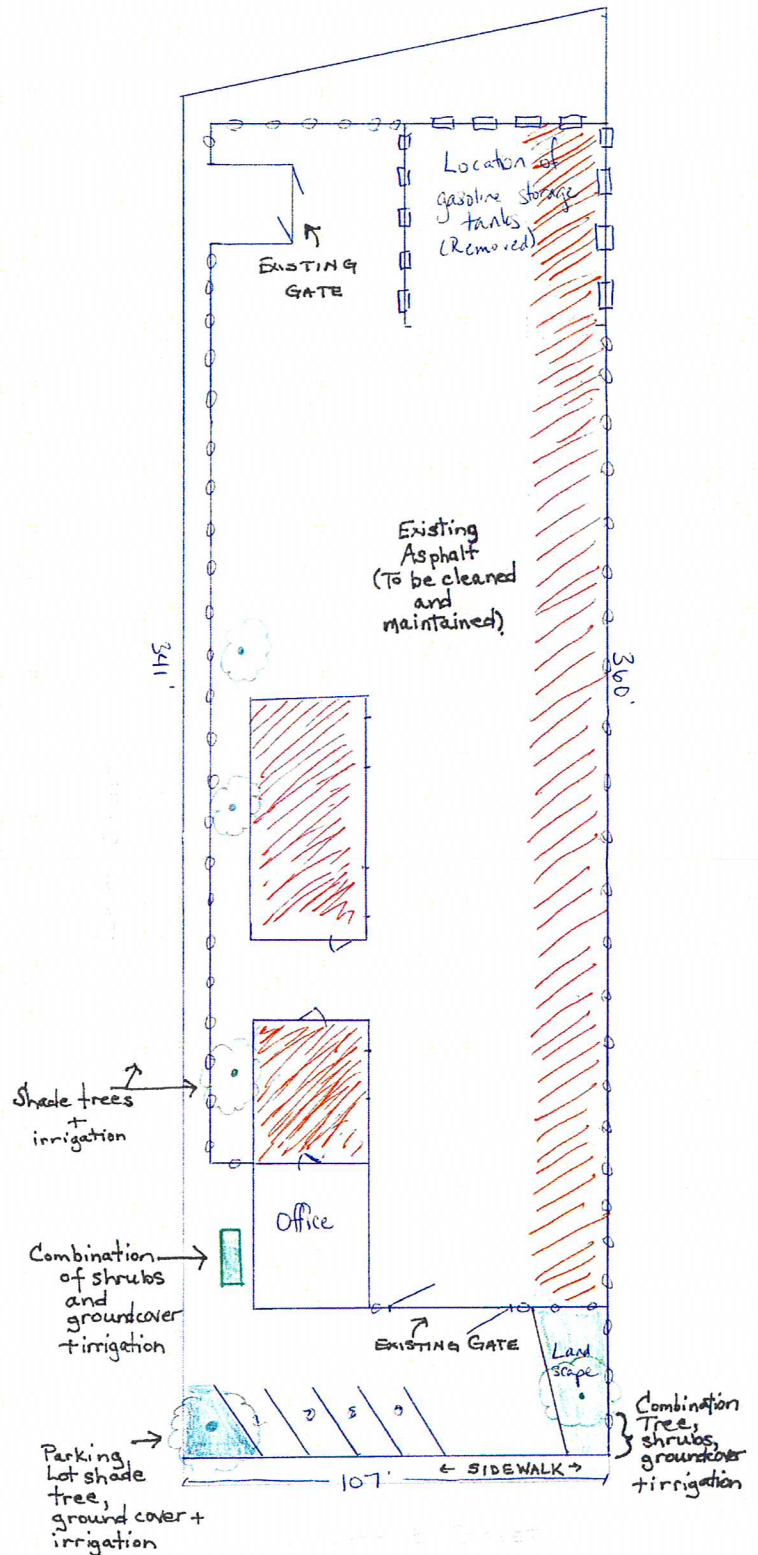 Location of
gasoline storage
tanks
(Removed)
EXISTING
GATE
Existing
Asphalt
(To be cleaned
and
maintained)
341'
360'
Shade trees
+
irrigation
Office
Combination
of shrubs
and
groundcover
+irrigation
EXISTING GATE
Land
scape
1 2 3
Combination
Tree,
shrubs,
groundcover
+irrigation
Parking
Lot shade
tree,
ground cover +
irrigation
← SIDEWALK →
107'